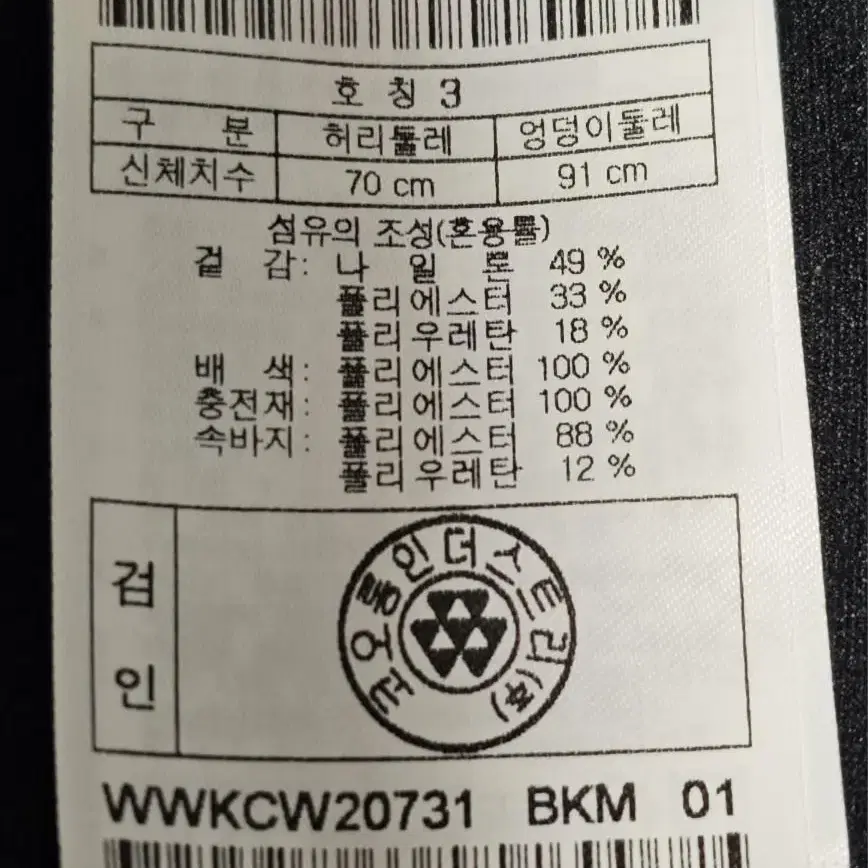 호 칭 3
구 분 허리둘레 엉덩이둘레
신체치수 70 cm 91 cm
섬유의 조성(혼용률)
겉 감: 나 일 론 49 %
폴리에스터 33 %
폴리우레탄 18 %
배 색: 폴리에스터 100 %
충전재: 폴리에스터 100 %
속바지: 폴리에스터 88 %
폴리우레탄 12 %
검
인
코오롱인더스트리(주)
WWKCW20731 BKM 01